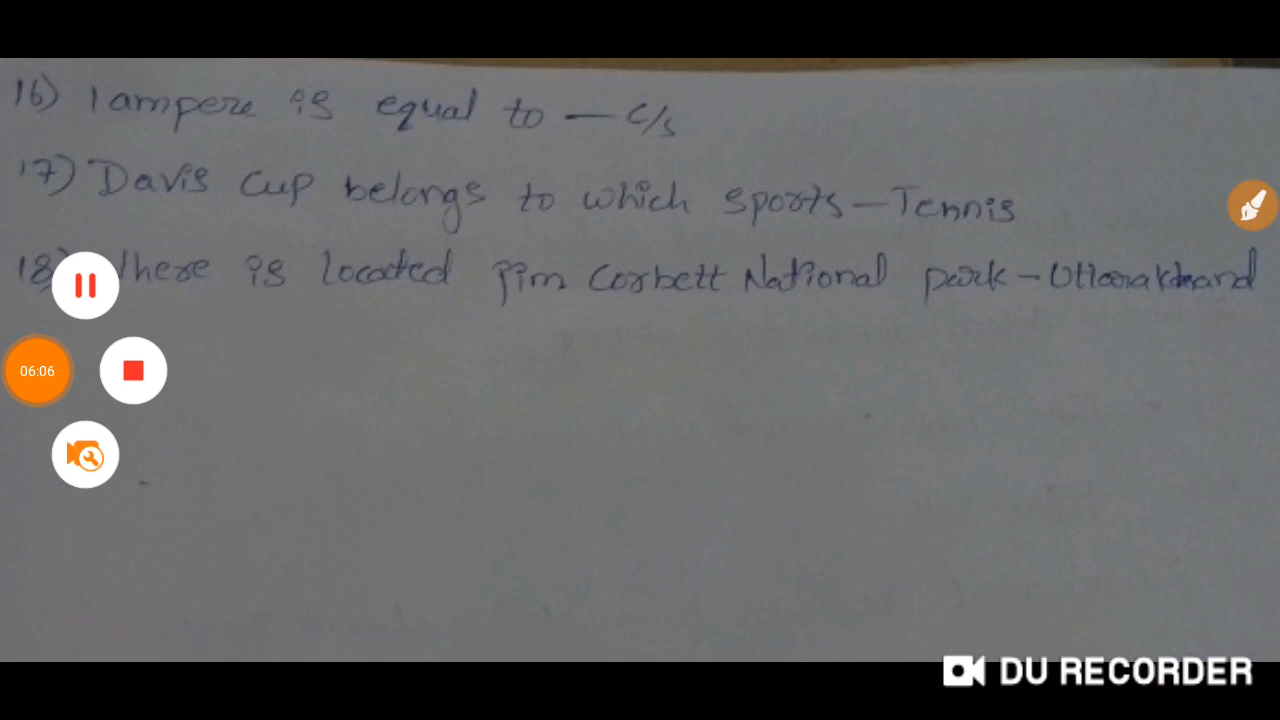 16) 1 ampere is equal to — C/s
17) Davis Cup belongs to which sports — Tennis
18) Where is located Jim Corbett National park — Uttarakhand
06:06
DU RECORDER